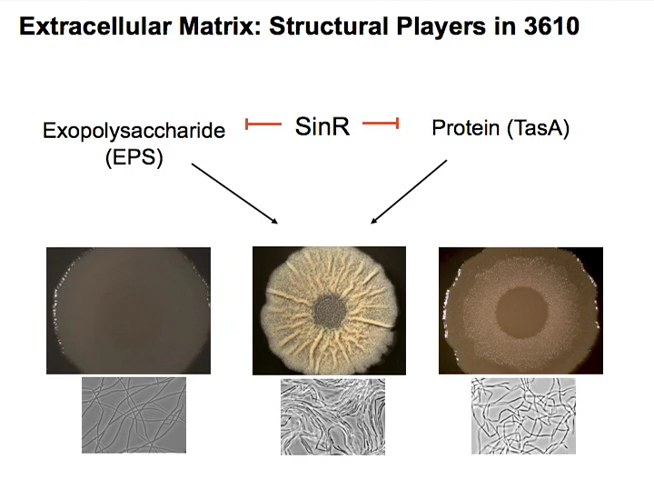 Extracellular Matrix: Structural Players in 3610
Exopolysaccharide
(EPS)
SinR
Protein (TasA)